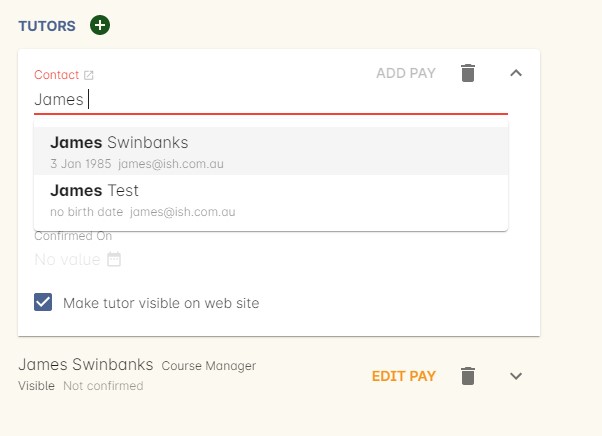 TUTORS
Contact
ADD PAY
James
James Swinbanks
3 Jan 1985 james@ish.com.au
James Test
no birth date james@ish.com.au
Confirmed On
No value
Make tutor visible on web site
James Swinbanks Course Manager
EDIT PAY
Visible Not confirmed